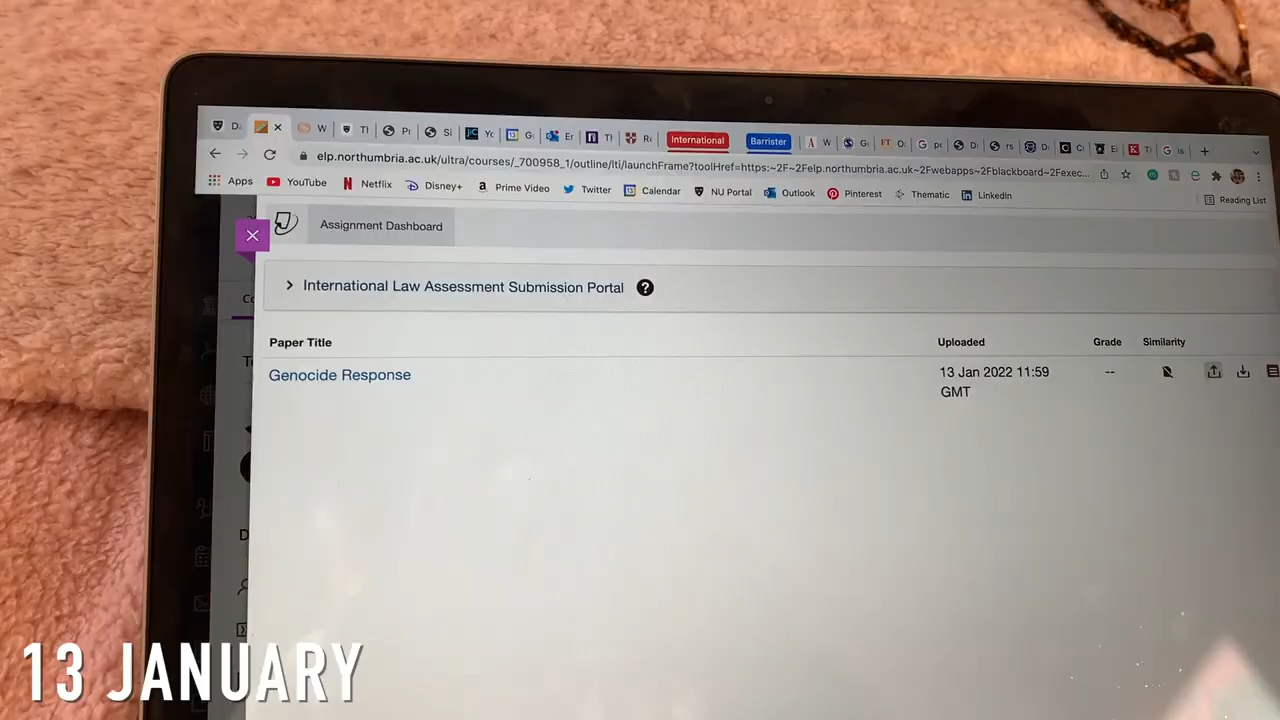 International
Barrister
elp.northumbria.ac.uk/ultra/courses/_700958_1/outline/lti/launchFrame?toolHref=https:~2F~2Felp.northumbria.ac.uk~2Fwebapps~2Fblackboard~2Fexec...
Apps YouTube Netflix Disney+ Prime Video Twitter Calendar NU Portal Outlook Pinterest Thematic LinkedIn
Reading List
Assignment Dashboard
International Law Assessment Submission Portal ?
Paper Title Uploaded Grade Similarity
Genocide Response 13 Jan 2022 11:59 --
GMT
13 JANUARY